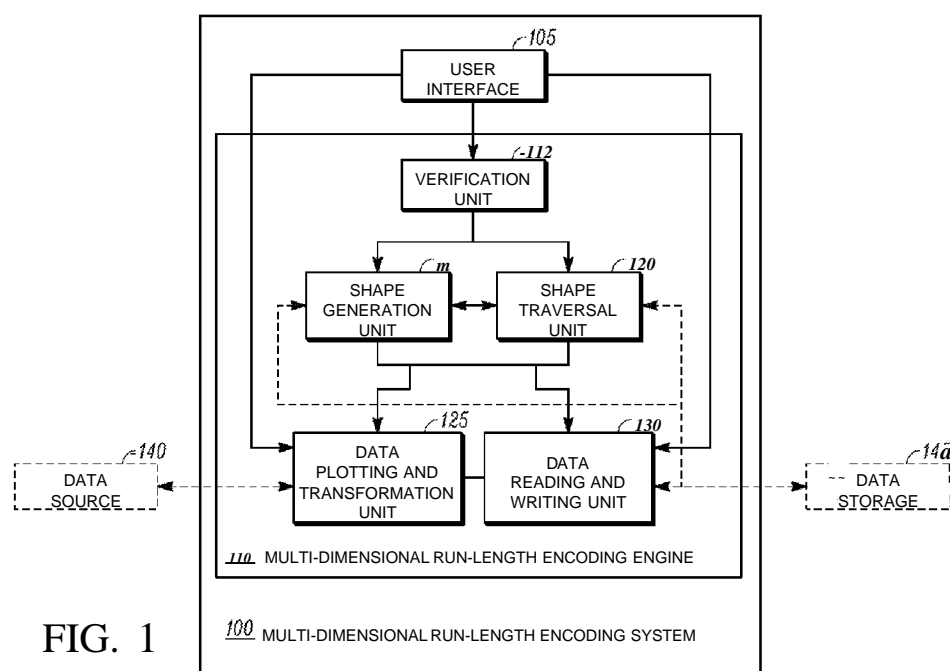 105
USER
INTERFACE
-112
VERIFICATION
UNIT
m
SHAPE
GENERATION
UNIT
120
SHAPE
TRAVERSAL
UNIT
125
DATA
PLOTTING AND
TRANSFORMATION
UNIT
130
DATA
READING AND
WRITING UNIT
140
DATA
SOURCE
14a
DATA
STORAGE
110 MULTI-DIMENSIONAL RUN-LENGTH ENCODING ENGINE
100 MULTI-DIMENSIONAL RUN-LENGTH ENCODING SYSTEM
FIG. 1